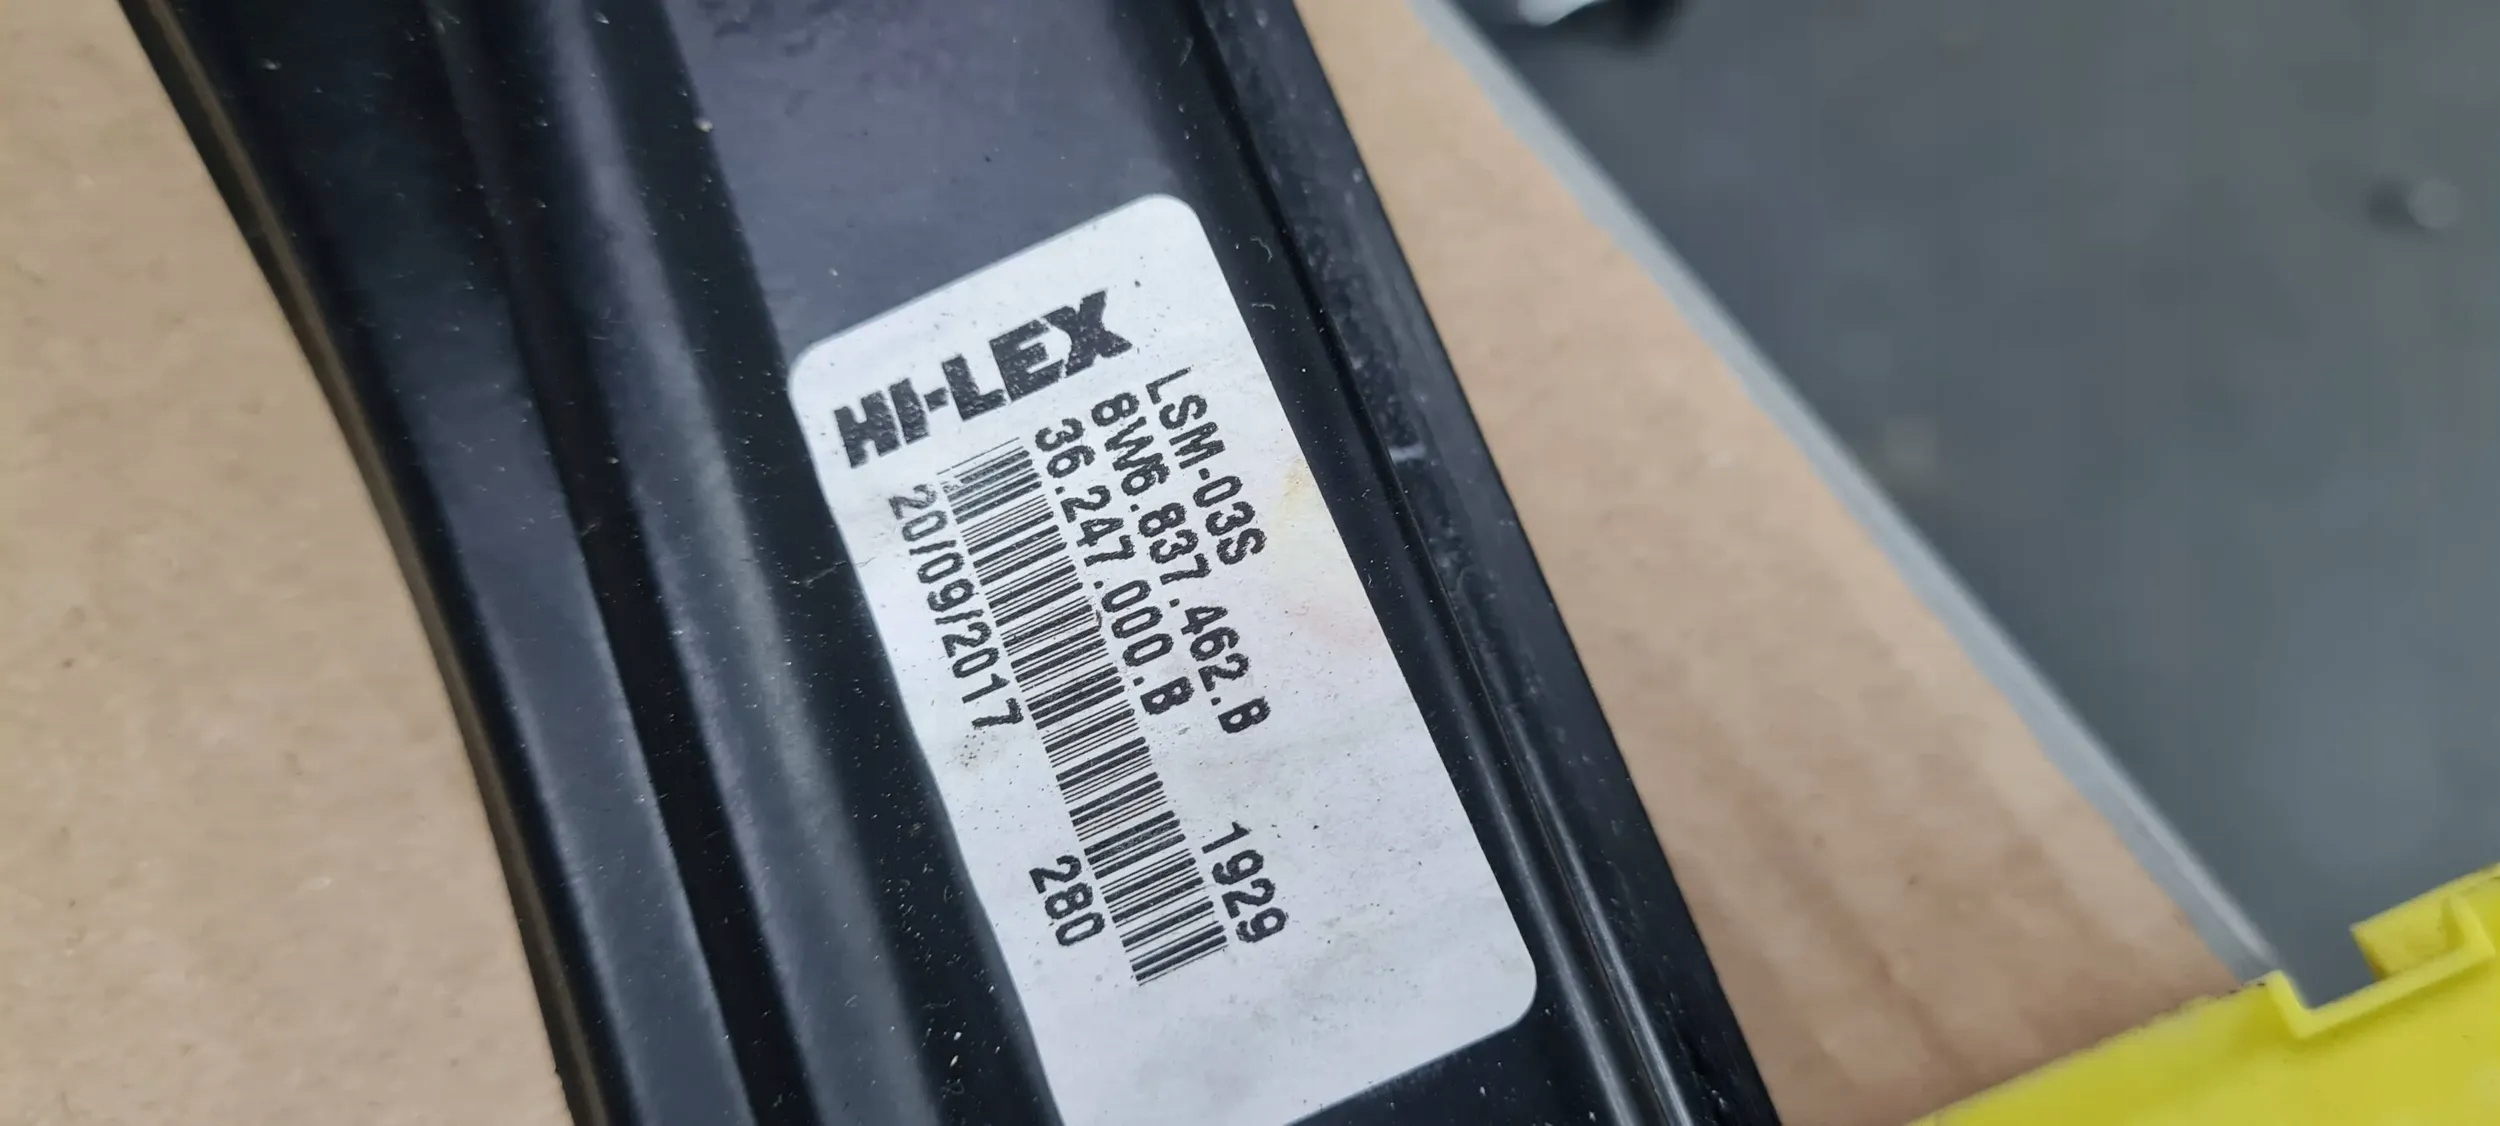 HI-LEX
LSM-03S
8W6.837.462.B
36.247.000.B
1929
20/09/2017
280